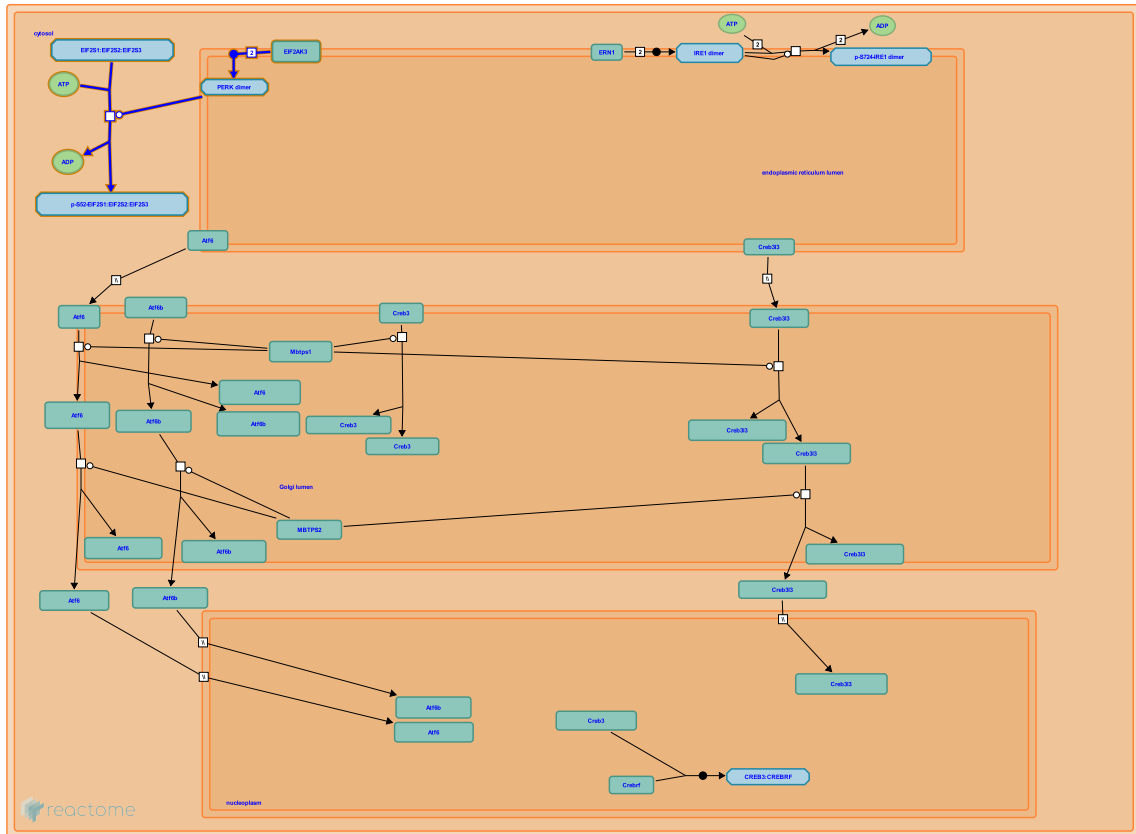 cytosol
EIF2S1:EIF2S2:EIF2S3
2
EIF2AK3
ERN1
2
IRE1 dimer
ATP
2
2
ADP
p-S724-IRE1 dimer
ATP
PERK dimer
ADP
endoplasmic reticulum lumen
p-S52-EIF2S1:EIF2S2:EIF2S3
Atf6
Creb3l3
\\
\\
Atf6
Atf6b
Creb3
Creb3l3
Mbtps1
Atf6
Atf6
Atf6b
Atf6b
Creb3
Creb3
Creb3l3
Creb3l3
Golgi lumen
MBTPS2
Atf6
Atf6b
Creb3l3
Atf6
Atf6b
Creb3l3
\\
\\
\\
Creb3l3
Atf6b
Atf6
Creb3
CREB3:CREBRF
Crebrf
nucleoplasm
reactome